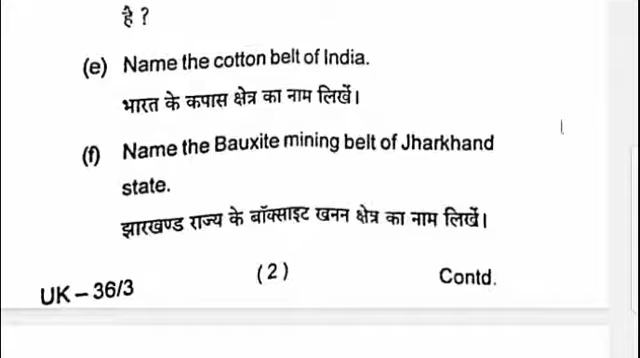 है ?
(e) Name the cotton belt of India.
भारत के कपास क्षेत्र का नाम लिखें।
(f) Name the Bauxite mining belt of Jharkhand
state.
झारखण्ड राज्य के बॉक्साइट खनन क्षेत्र का नाम लिखें।
UK – 36/3 (2) Contd.